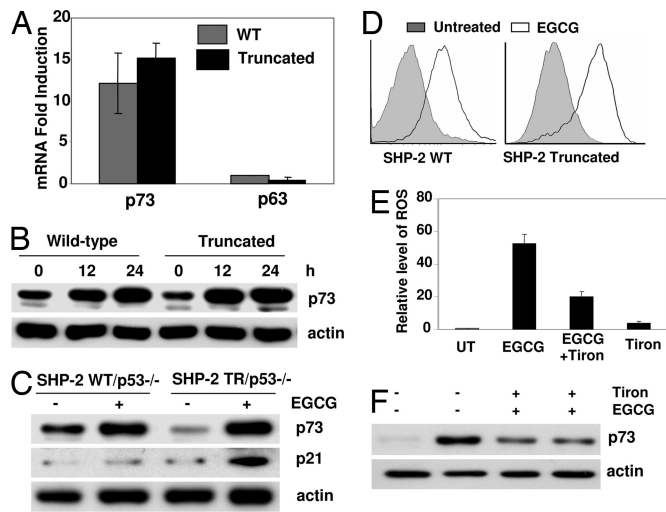 A
mRNA Fold Induction
20
15
10
5
0
WT
Truncated
p73 p63
B
Wild-type Truncated
0 12 24 0 12 24 h
p73
actin
C
SHP-2 WT/p53-/- SHP-2 TR/p53-/-
- + - + EGCG
p73
p21
actin
D
Untreated EGCG
SHP-2 WT SHP-2 Truncated
E
Relative level of ROS
80
60
40
20
0
UT EGCG EGCG +Tiron Tiron
F
- - + + Tiron
- - + + EGCG
p73
actin